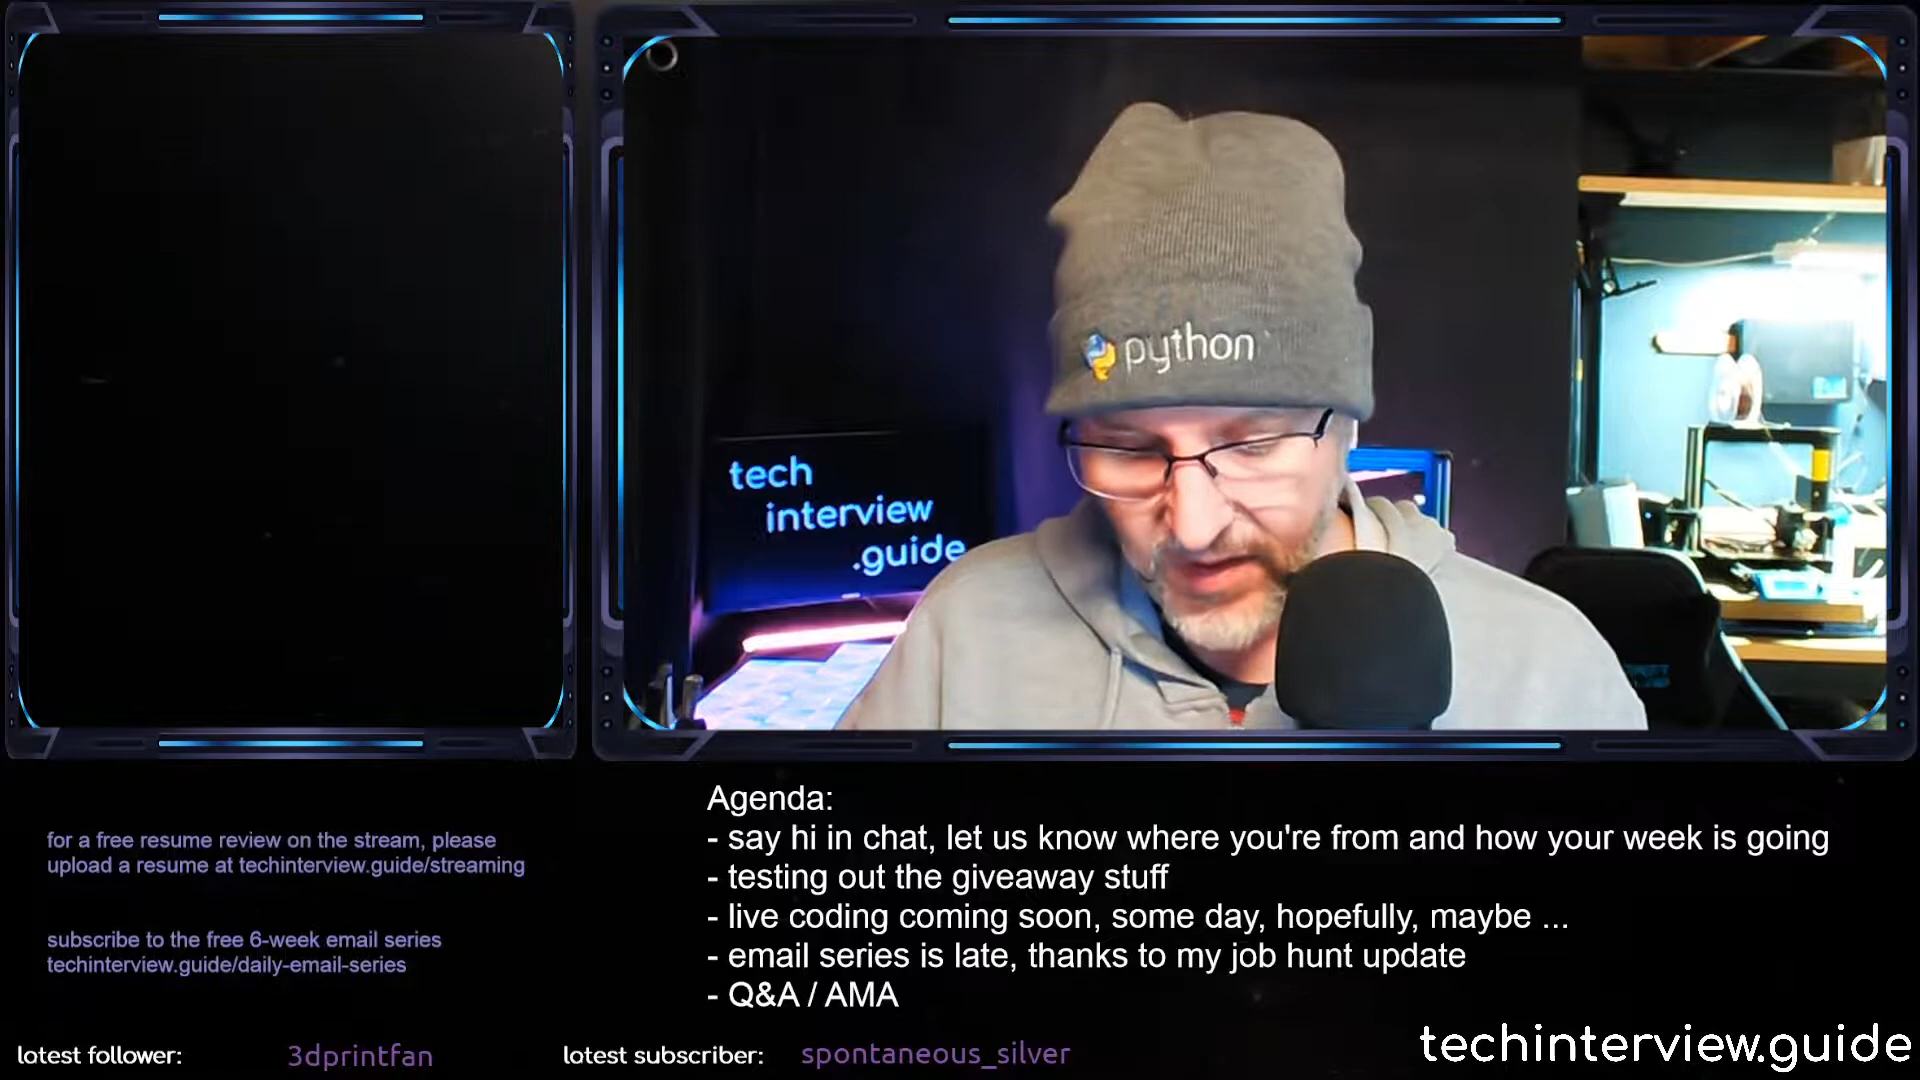 python
tech
interview
.guide
Agenda:
- say hi in chat, let us know where you're from and how your week is going
- testing out the giveaway stuff
- live coding coming soon, some day, hopefully, maybe ...
- email series is late, thanks to my job hunt update
- Q&A / AMA
for a free resume review on the stream, please
upload a resume at techinterview.guide/streaming
subscribe to the free 6-week email series
techinterview.guide/daily-email-series
latest follower: 3dprintfan
latest subscriber: spontaneous_silver
techinterview.guide